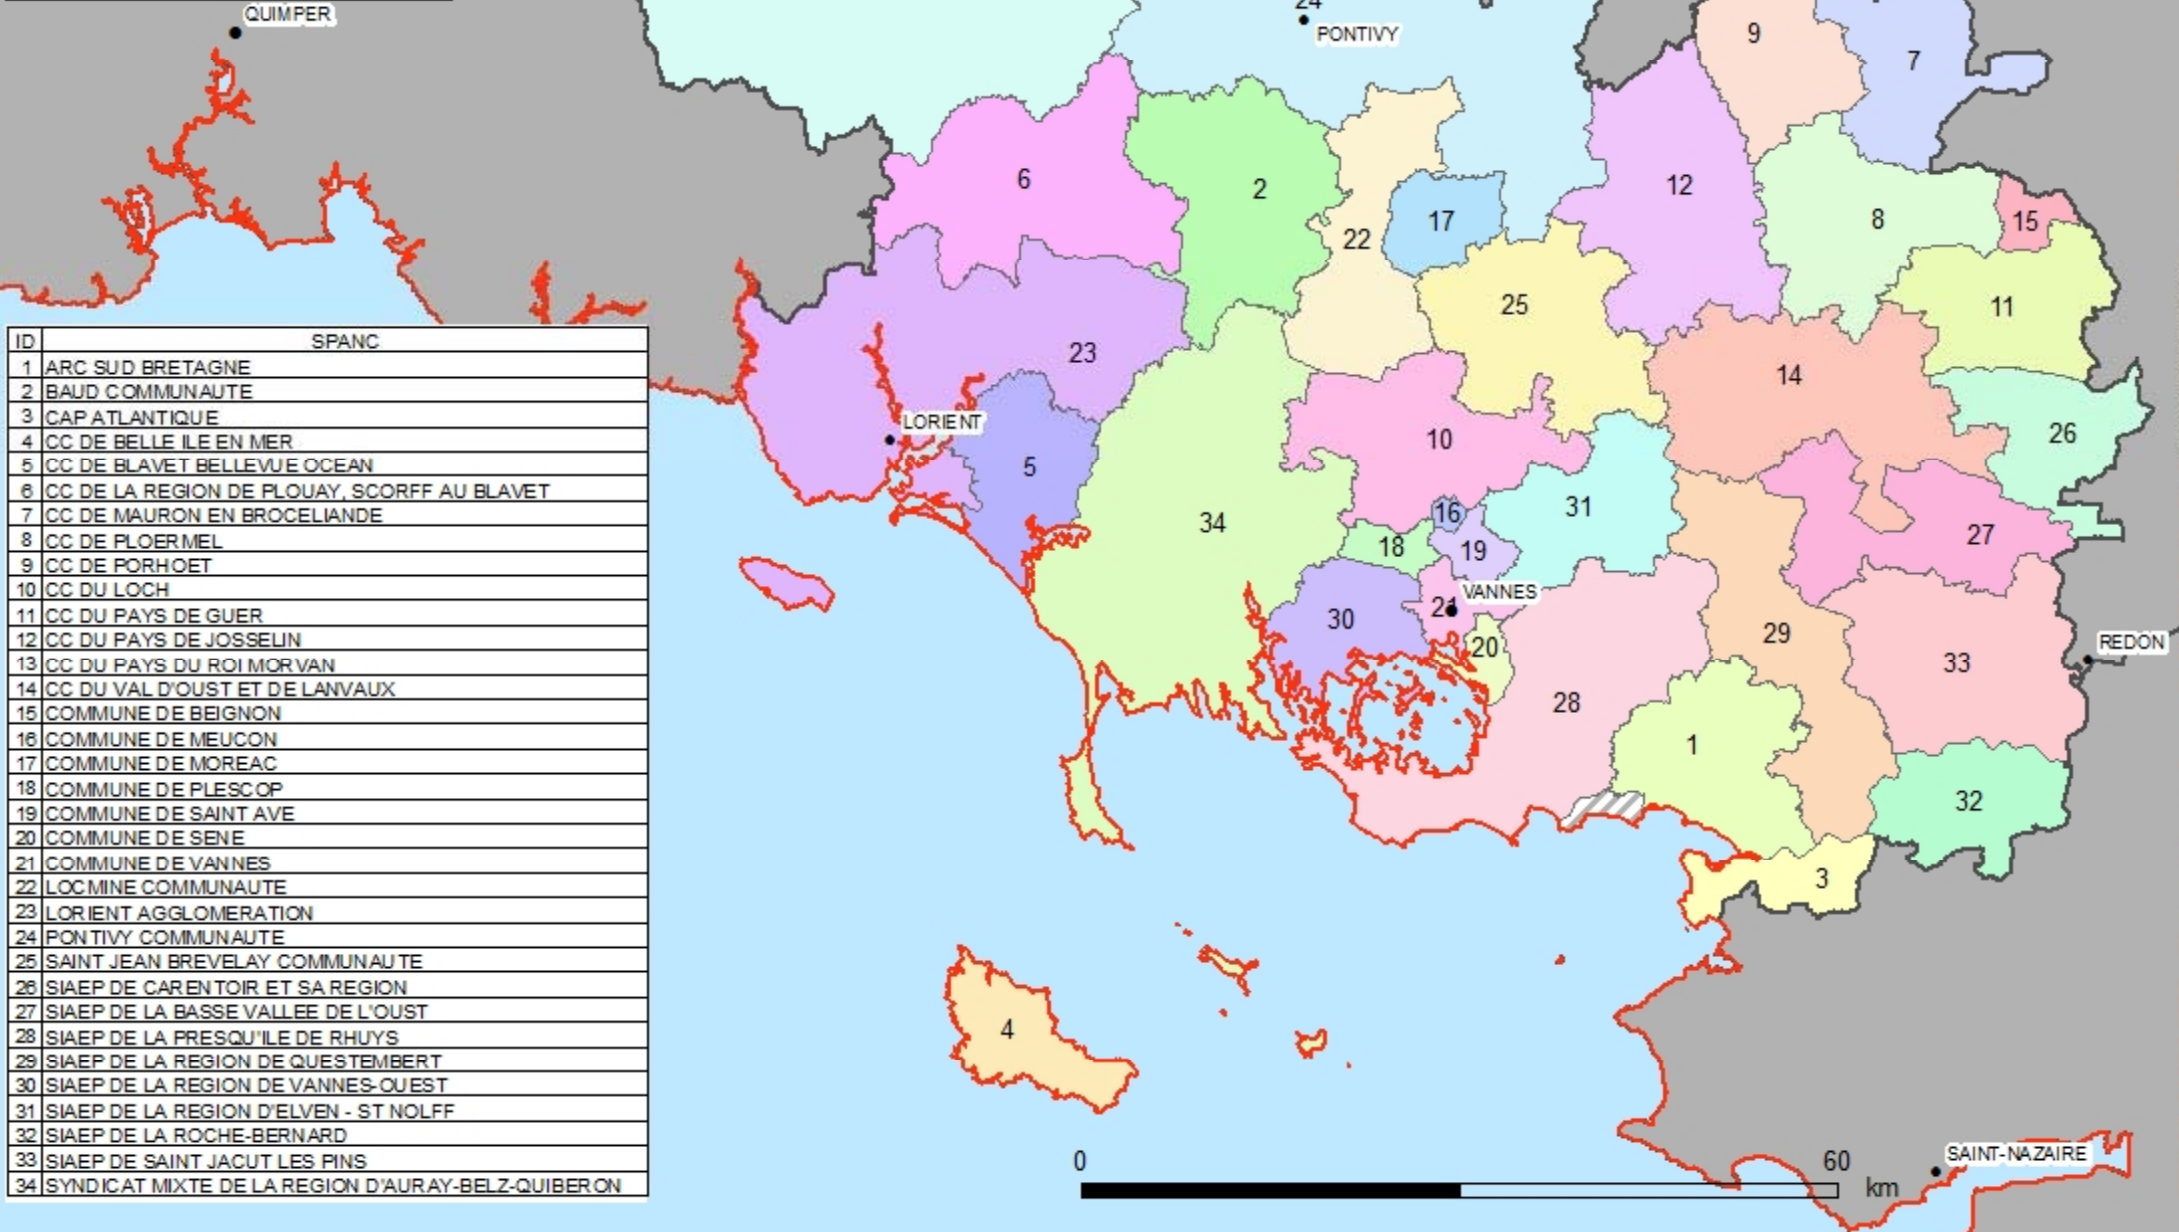 QUIMPER
24
PONTIVY
9
7
6
2
12
17
8
15
22
25
11
23
14
LORIENT
10
26
5
34
16
31
18
19
27
VANNES
21
30
20
29
REDON
33
28
1
32
3
4
ID SPANC
1 ARC SUD BRETAGNE
2 BAUD COMMUNAUTE
3 CAP ATLANTIQUE
4 CC DE BELLE ILE EN MER
5 CC DE BLAVET BELLEVUE OCEAN
6 CC DE LA REGION DE PLOUAY, SCORFF AU BLAVET
7 CC DE MAURON EN BROCELIANDE
8 CC DE PLOERMEL
9 CC DE PORHOET
10 CC DU LOCH
11 CC DU PAYS DE GUER
12 CC DU PAYS DE JOSSELIN
13 CC DU PAYS DU ROI MORVAN
14 CC DU VAL D'OUST ET DE LANVAUX
15 COMMUNE DE BEIGNON
16 COMMUNE DE MEUCON
17 COMMUNE DE MOREAC
18 COMMUNE DE PLESCOP
19 COMMUNE DE SAINT AVE
20 COMMUNE DE SENE
21 COMMUNE DE VANNES
22 LOCMINE COMMUNAUTE
23 LORIENT AGGLOMERATION
24 PONTIVY COMMUNAUTE
25 SAINT JEAN BREVELAY COMMUNAUTE
26 SIAEP DE CARENTOIR ET SA REGION
27 SIAEP DE LA BASSE VALLEE DE L'OUST
28 SIAEP DE LA PRESQU'ILE DE RHUYS
29 SIAEP DE LA REGION DE QUESTEMBERT
30 SIAEP DE LA REGION DE VANNES-OUEST
31 SIAEP DE LA REGION D'ELVEN - ST NOLFF
32 SIAEP DE LA ROCHE-BERNARD
33 SIAEP DE SAINT JACUT LES PINS
34 SYNDICAT MIXTE DE LA REGION D'AURAY-BELZ-QUIBERON
0 60
km
SAINT-NAZAIRE